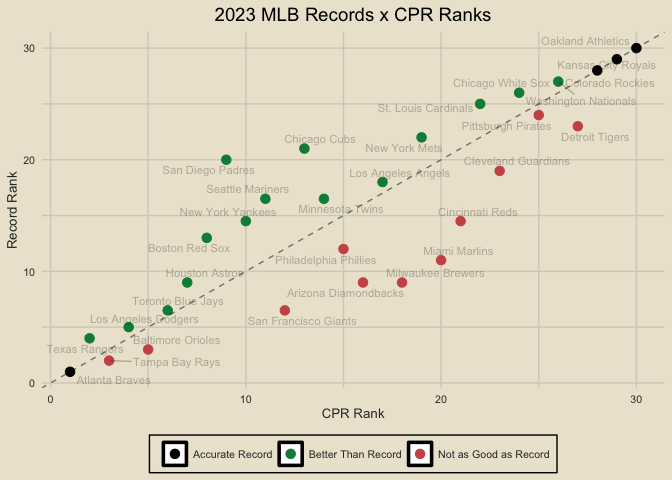 2023 MLB Records x CPR Ranks
30
Oakland Athletics
Kansas City Royals
Chicago White Sox
Colorado Rockies
Washington Nationals
St. Louis Cardinals
Pittsburgh Pirates
Detroit Tigers
Chicago Cubs
New York Mets
20
Cleveland Guardians
San Diego Padres
Los Angeles Angels
Seattle Mariners
New York Yankees
Minnesota Twins
Cincinnati Reds
Boston Red Sox
Miami Marlins
Philadelphia Phillies
10
Houston Astros
Milwaukee Brewers
Arizona Diamondbacks
Toronto Blue Jays
Los Angeles Dodgers
San Francisco Giants
Baltimore Orioles
Texas Rangers
Tampa Bay Rays
Atlanta Braves
0
Record Rank
0 10 20 30
CPR Rank
Accurate Record Better Than Record Not as Good as Record